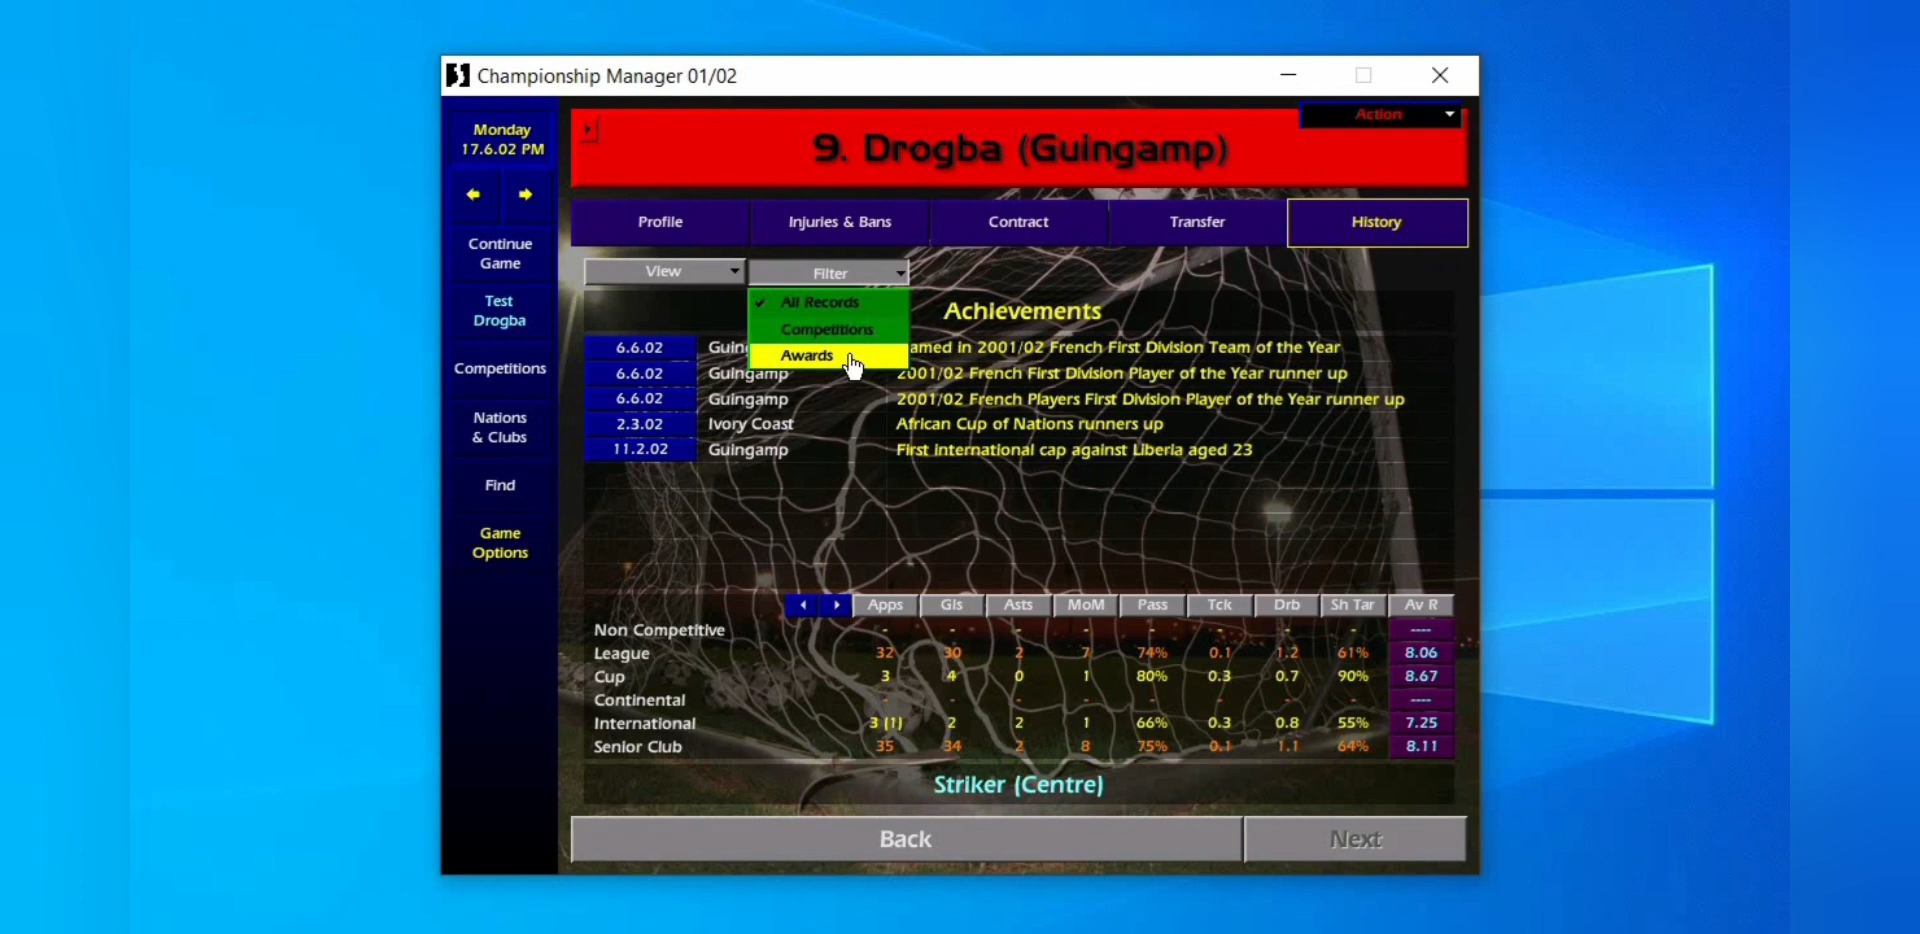 Championship Manager 01/02
Action
Monday
17.6.02 PM
9. Drogba (Guingamp)
Profile
Injuries & Bans
Contract
Transfer
History
Continue
Game
View
Filter
Test
Drogba
All Records
Competitions
Awards
Achievements
6.6.02 amed in 2001/02 French First Division Team of the Year
6.6.02 Guingamp 2001/02 French First Division Player of the Year runner up
6.6.02 Guingamp 2001/02 French Players First Division Player of the Year runner up
2.3.02 Ivory Coast African Cup of Nations runners up
11.2.02 Guingamp First international cap against Liberia aged 23
Competitions
Nations
& Clubs
Find
Game
Options
Apps Gls Asts MoM Pass Tck Drb Sh Tar Av R
Non Competitive - - - - - - - - ----
League 32 30 2 7 74% 0.1 1.2 61% 8.06
Cup 3 4 0 1 80% 0.3 0.7 90% 8.67
Continental - - - - - - - - ----
International 3 (1) 2 2 1 66% 0.3 0.8 55% 7.25
Senior Club 35 34 2 8 75% 0.1 1.1 64% 8.11
Striker (Centre)
Back
Next